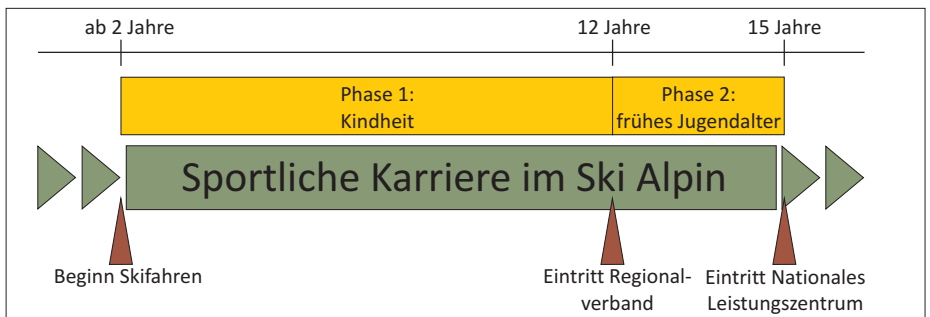 ab 2 Jahre
12 Jahre
15 Jahre
Phase 1:
Kindheit
Phase 2:
frühes Jugendalter
Sportliche Karriere im Ski Alpin
Beginn Skifahren
Eintritt Regional-
verband
Eintritt Nationales
Leistungszentrum